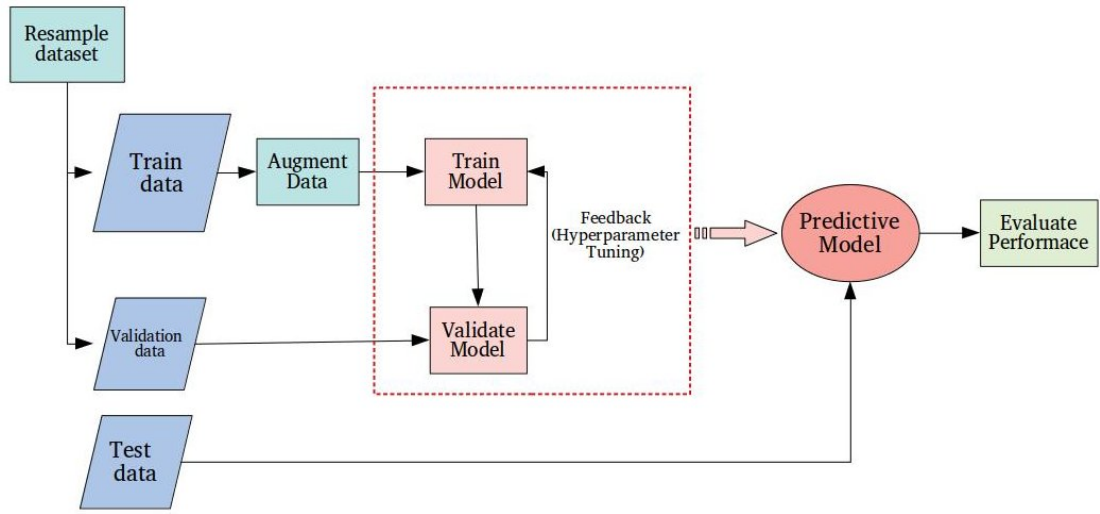 Resample
dataset
Train
data
Augment
Data
Train
Model
Feedback
(Hyperparameter
Tuning)
Predictive
Model
Evaluate
Performace
Validation
data
Validate
Model
Test
data